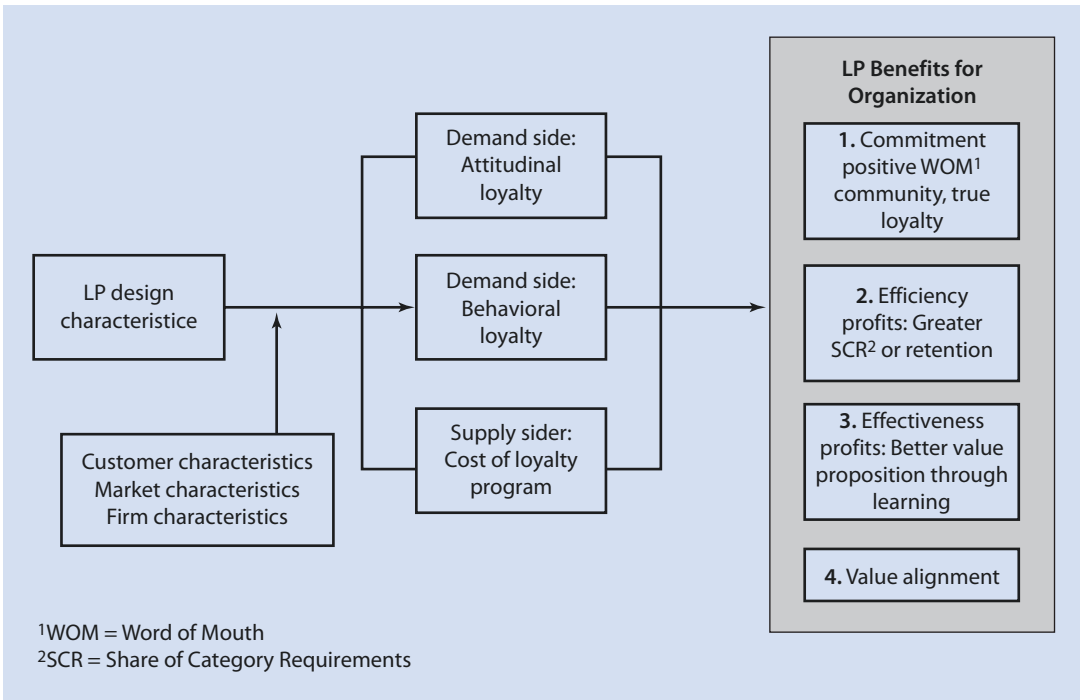 LP design
characteristice
Customer characteristics
Market characteristics
Firm characteristics
Demand side:
Attitudinal
loyalty
Demand side:
Behavioral
loyalty
Supply sider:
Cost of loyalty
program
LP Benefits for
Organization
1. Commitment
positive WOM¹
community, true
loyalty
2. Efficiency
profits: Greater
SCR² or retention
3. Effectiveness
profits: Better value
proposition through
learning
4. Value alignment
¹WOM = Word of Mouth
²SCR = Share of Category Requirements